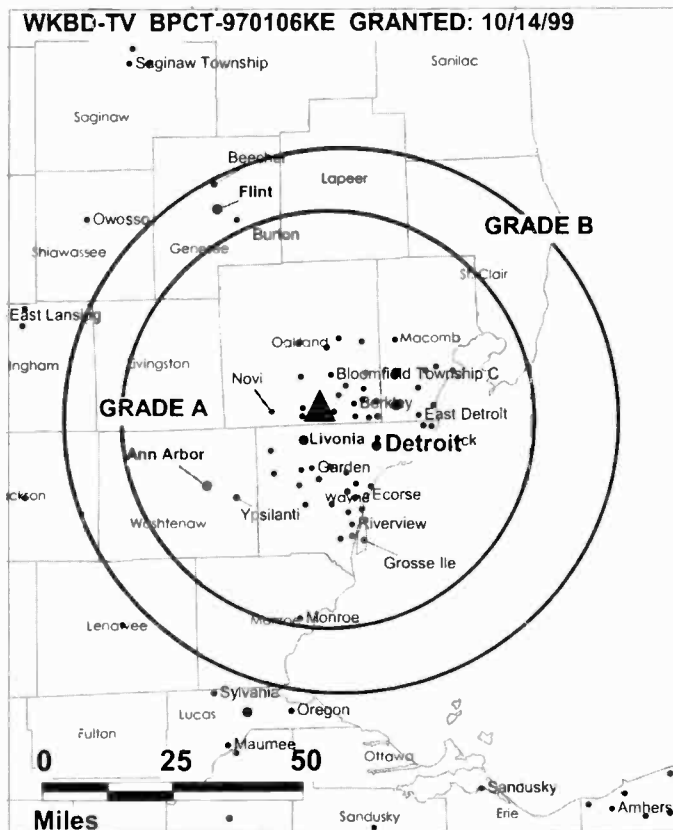 WKBD-TV BPCT-970106KE GRANTED: 10/14/99
Saginaw Township
Sanilac
Saginaw
Beecher
Lapeer
Flint
Owosso
GRADE B
Burton
Shiawassee
Genesee
St. Clair
East Lansing
Oakland
Macomb
ingham
Livingston
Bloomfield Township C
Novi
Berkley
GRADE A
East Detroit
Livonia
Detroit
ck
Ann Arbor
Garden
ckson
Wayne
Ecorse
Ypsilanti
Washtenaw
Riverview
Grosse Ile
Monroe
Monroe
Lenawee
Sylvania
Lucas
Oregon
Fulton
Maumee
0 25 50
Ottawa
Sandusky
Erie
Amhers
Miles
Sandusky